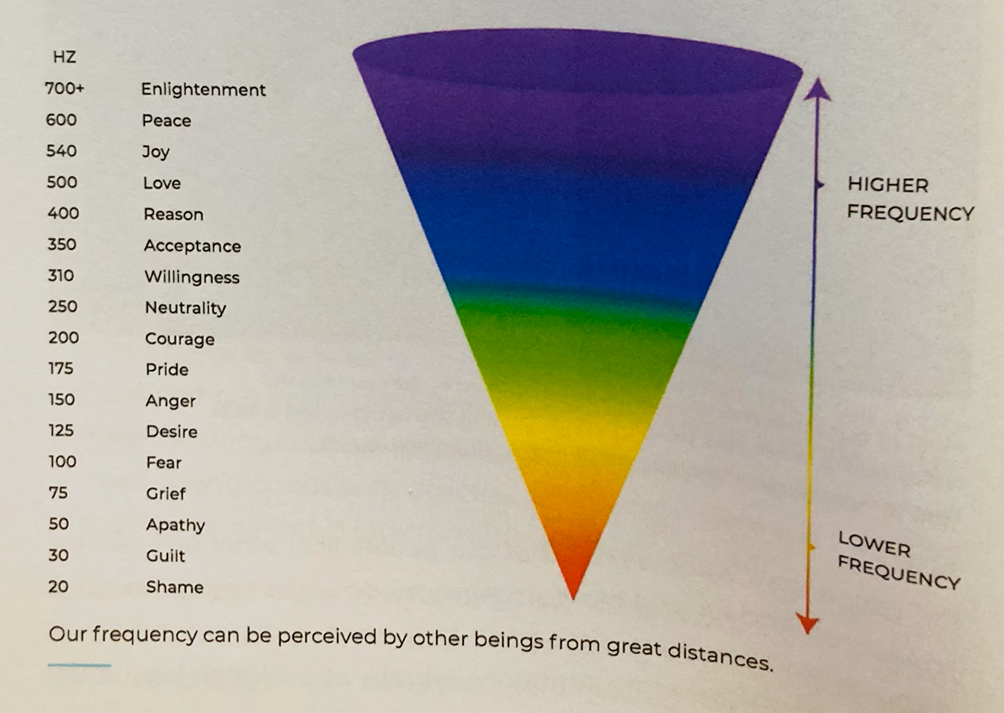 HZ
700+ Enlightenment
600 Peace
540 Joy
500 Love
400 Reason
350 Acceptance
310 Willingness
250 Neutrality
200 Courage
175 Pride
150 Anger
125 Desire
100 Fear
75 Grief
50 Apathy
30 Guilt
20 Shame
HIGHER
FREQUENCY
LOWER
FREQUENCY
Our frequency can be perceived by other beings from great distances.